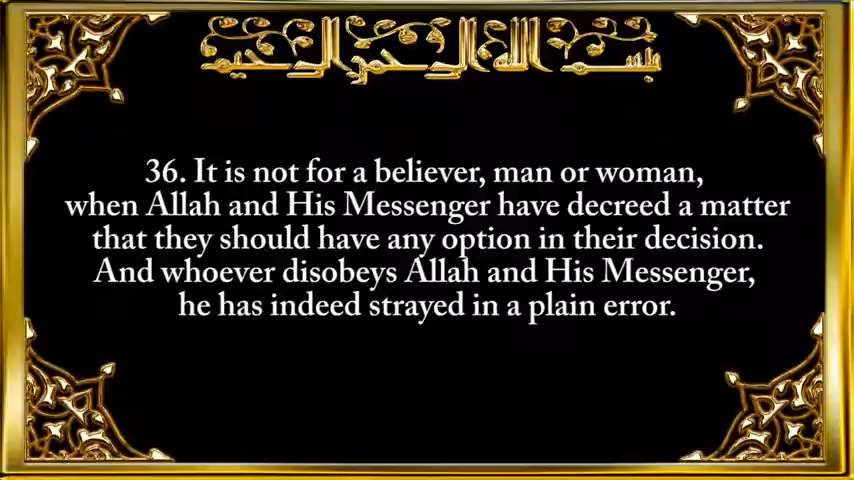 بسم الله الرحمن الرحيم
36. It is not for a believer, man or woman,
when Allah and His Messenger have decreed a matter
that they should have any option in their decision.
And whoever disobeys Allah and His Messenger,
he has indeed strayed in a plain error.